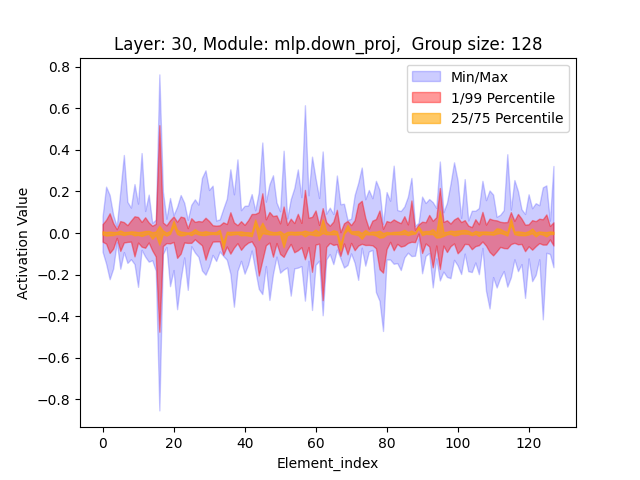 Layer: 30, Module: mlp.down_proj,  Group size: 128
Min/Max
1/99 Percentile
25/75 Percentile
Activation Value
0.8
0.6
0.4
0.2
0.0
−0.2
−0.4
−0.6
−0.8
0 20 40 60 80 100 120
Element_index